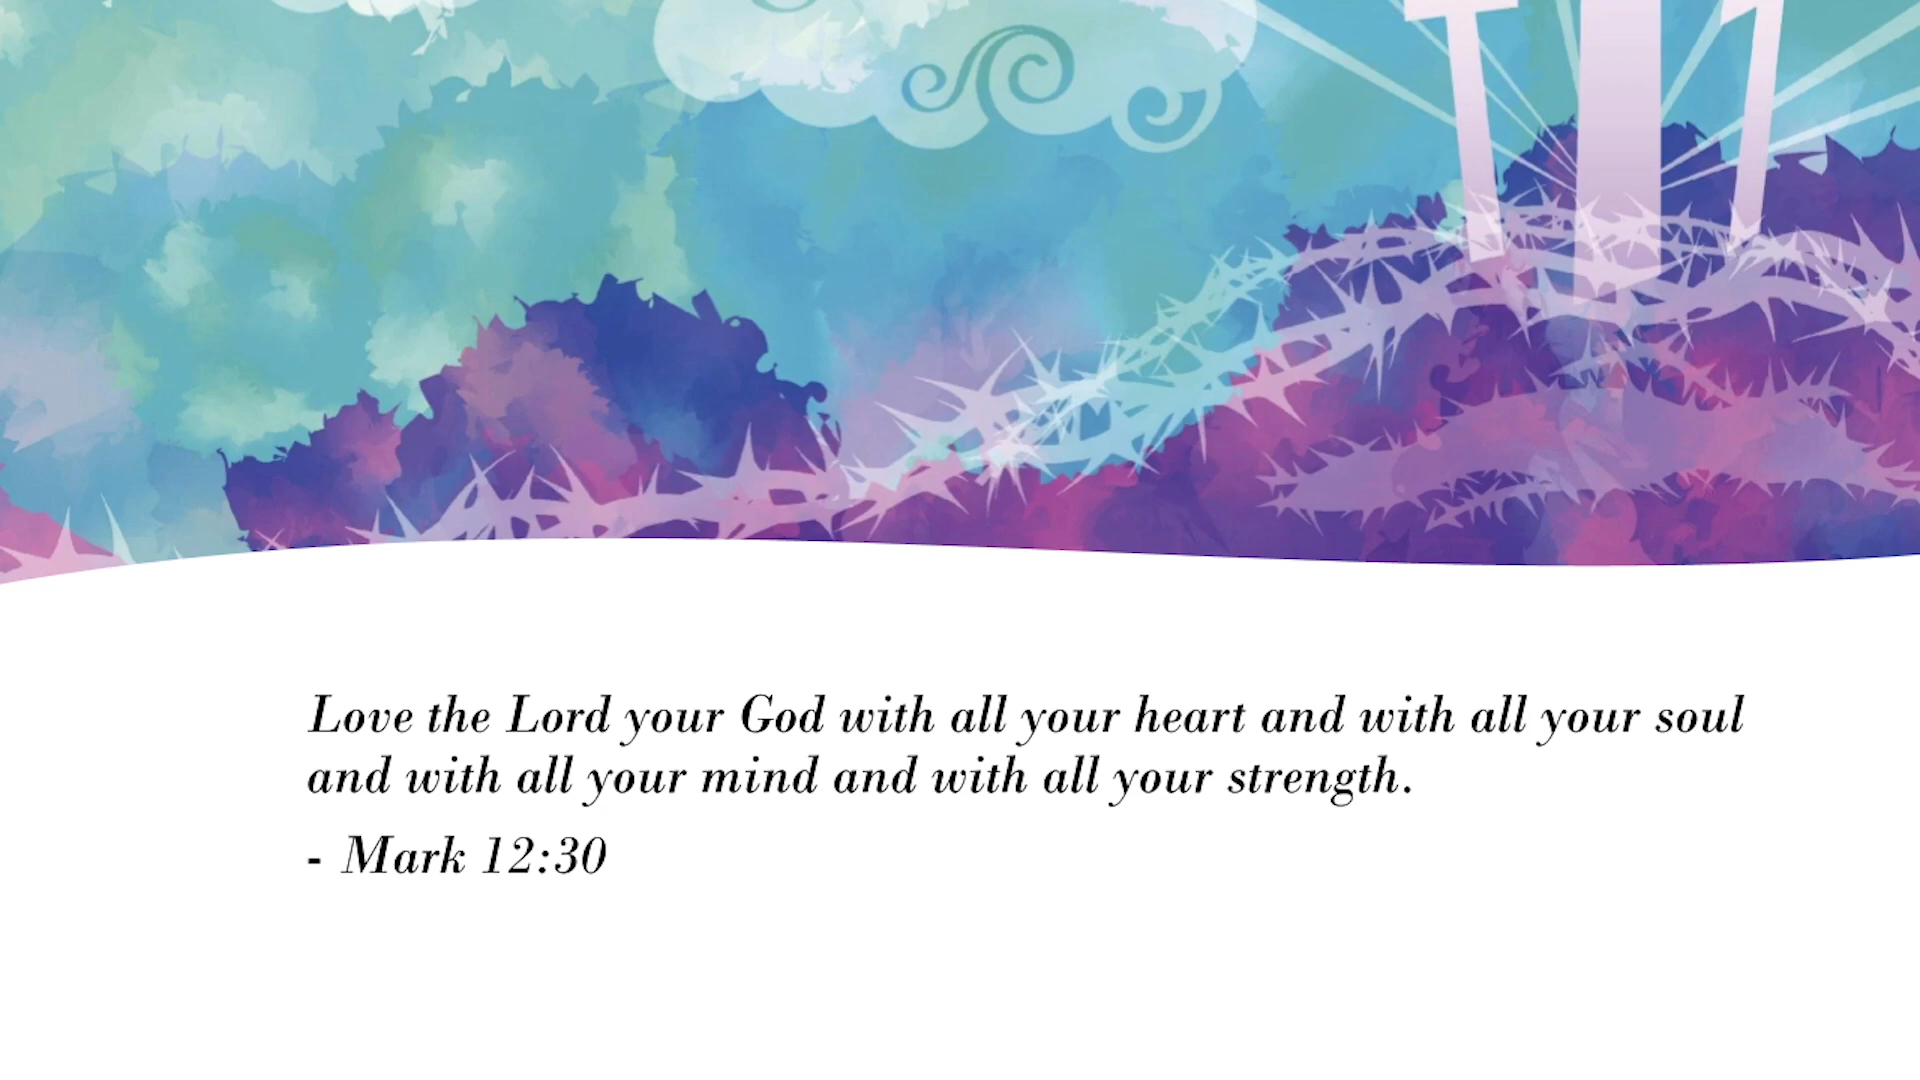 Love the Lord your God with all your heart and with all your soul
and with all your mind and with all your strength.
- Mark 12:30